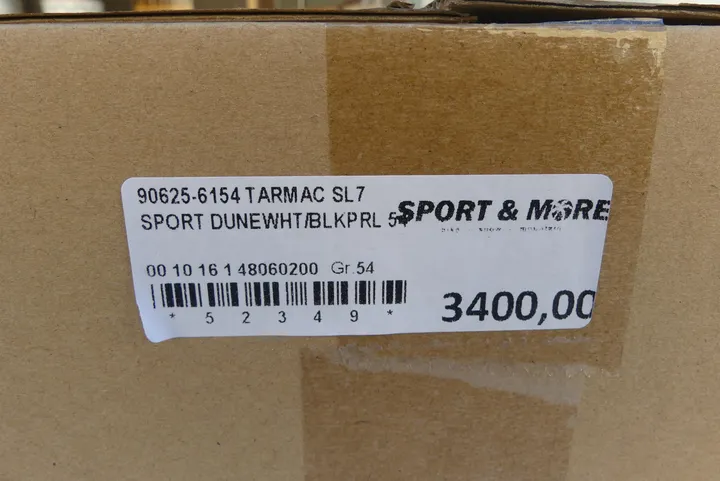 90625-6154 TARMAC SL7
SPORT DUNEWHT/BLKPRL 54
SPORT & MORE
00 10 16 1 48060200 Gr.54
* 5 2 3 4 9 *
3400,00